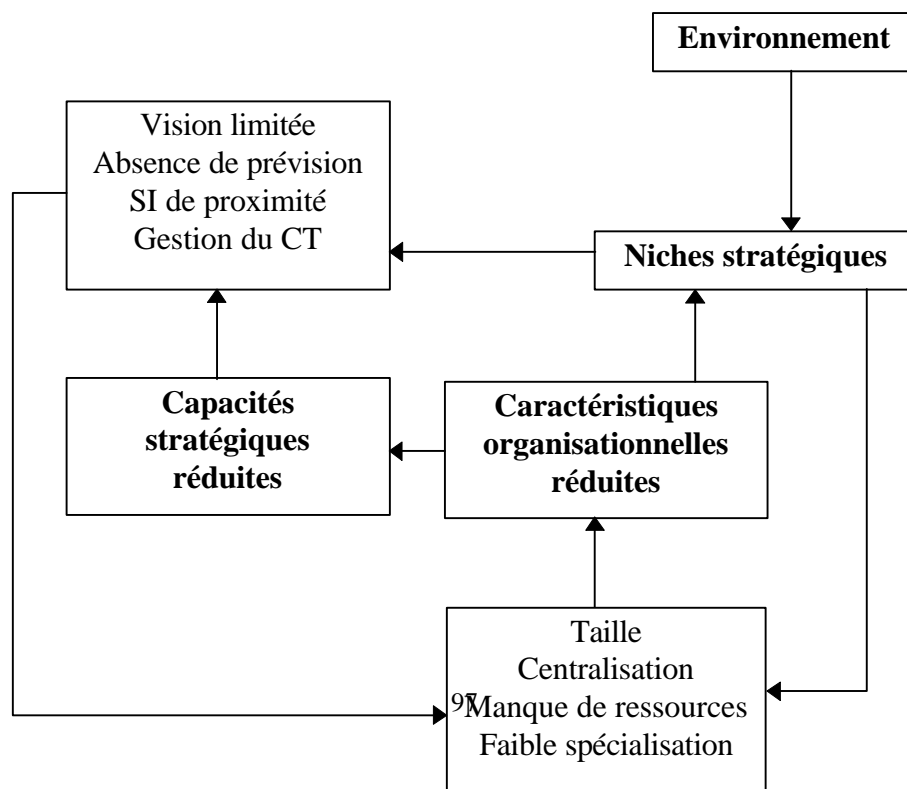 Environnement
Vision limitée
Absence de prévision
SI de proximité
Gestion du CT
Niches stratégiques
Capacités
stratégiques
réduites
Caractéristiques
organisationnelles
réduites
Taille
Centralisation
97
Manque de ressources
Faible spécialisation